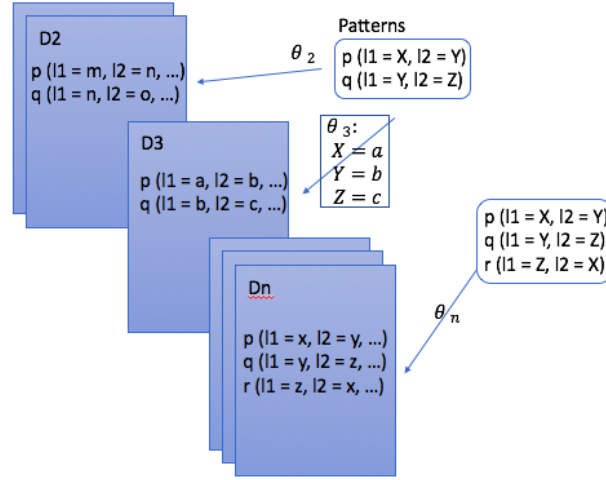 Patterns
D2
p (l1 = m, l2 = n, ...)
q (l1 = n, l2 = o, ...)
θ 2
p (l1 = X, l2 = Y)
q (l1 = Y, l2 = Z)
D3
p (l1 = a, l2 = b, ...)
q (l1 = b, l2 = c, ...)
θ 3:
X = a
Y = b
Z = c
p (l1 = X, l2 = Y)
q (l1 = Y, l2 = Z)
r (l1 = Z, l2 = X)
θ n
Dn
p (l1 = x, l2 = y, ...)
q (l1 = y, l2 = z, ...)
r (l1 = z, l2 = x, ...)